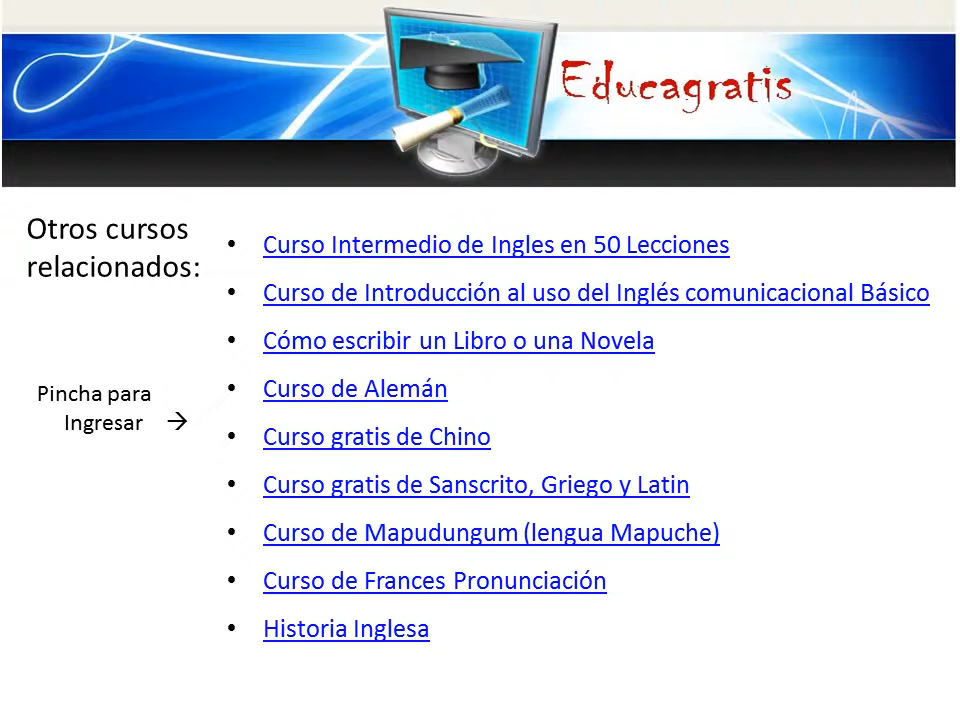 Educagratis
Otros cursos
relacionados:
• Curso Intermedio de Ingles en 50 Lecciones
• Curso de Introducción al uso del Inglés comunicacional Básico
• Cómo escribir un Libro o una Novela
• Curso de Alemán
• Curso gratis de Chino
• Curso gratis de Sanscrito, Griego y Latin
• Curso de Mapudungum (lengua Mapuche)
• Curso de Frances Pronunciación
• Historia Inglesa
Pincha para
Ingresar →